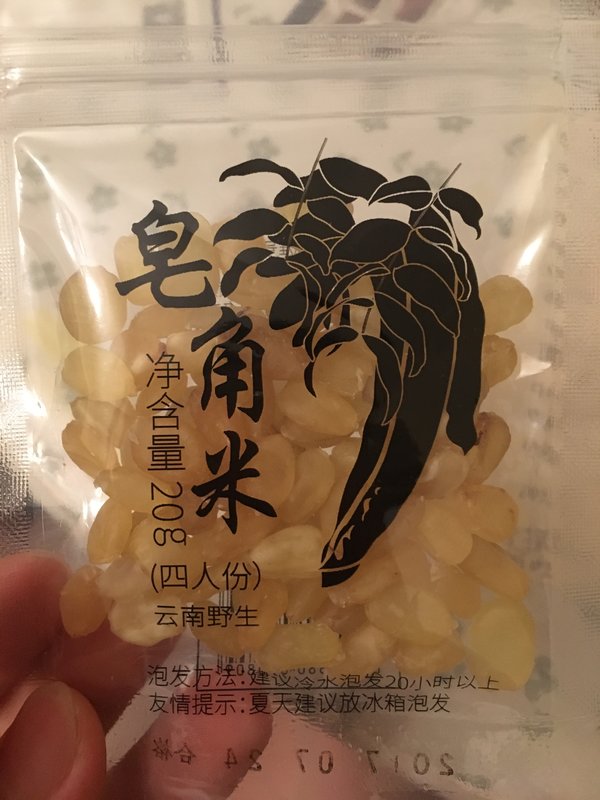 皂角米
净含量20g
(四人份)
云南野生
泡发方法:建议冷水泡发20小时以上
友情提示:夏天建议放冰箱泡发
2017 07 24 合格